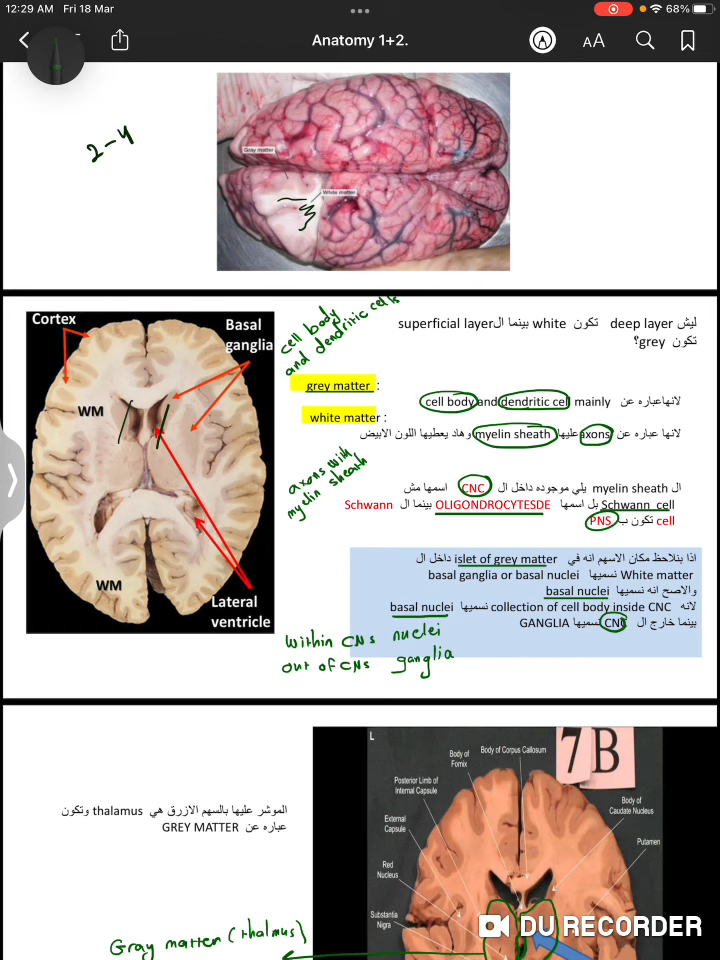 12:29 AM Fri 18 Mar
68%
Anatomy 1+2.
AA
2-4
Gray matter
White matter
Cortex
Basal
ganglia
WM
WM
Lateral
ventricle
cell body
and dendritic cells
ليش deep layer تكون white بينما ال superficial layer
تكون grey؟
grey matter :
لانهاعباره عن cell body and dendritic cell mainly
white matter :
لانها عباره عن axons عليها myelin sheath وهاد يعطيها اللون الابيض
axons with
myelin sheath
ال myelin sheath يلي موجوده داخل ال CNC اسمها مش
Schwann cell بل اسمها OLIGONDROCYTESDE بينما ال Schwann
cell تكون ب PNS
اذا بنلاحظ مكان الاسهم انه في islet of grey matter داخل ال
White matter نسميها basal ganglia or basal nuclei
والاصح انه نسميها basal nuclei
لانه collection of cell body inside CNC نسميها basal nuclei
بينما خارج ال CNC نسميها GANGLIA
within CNS nuclei
out of CNS ganglia
الموشر عليها بالسهم الازرق هي thalamus وتكون
عباره عن GREY MATTER
Gray matter (thalmus)
L
7B
Body of
Fornix
Body of Corpus Callosum
Posterior Limb of
Internal Capsule
Body of
Caudate Nucleus
External
Capsule
Putamen
Red
Nucleus
Substantia
Nigra
DU RECORDER